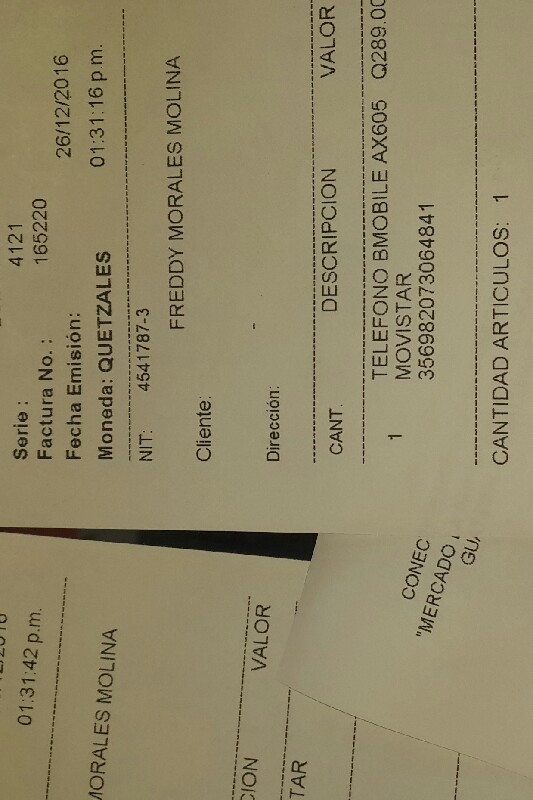 Serie : 4121
Factura No. : 165220
Fecha Emisión: 26/12/2016
Moneda: QUETZALES 01:31:16 p.m.
NIT: 4541787-3
FREDDY MORALES MOLINA
Cliente:
Dirección: -
CANT. DESCRIPCION VALOR
1 TELEFONO BMOBILE AX605 Q289.00
MOVISTAR
356982073064841
CANTIDAD ARTICULOS: 1
01:31:42 p.m.
MORALES MOLINA
CION VALOR
TAR
CONEC
"MERCADO
GU